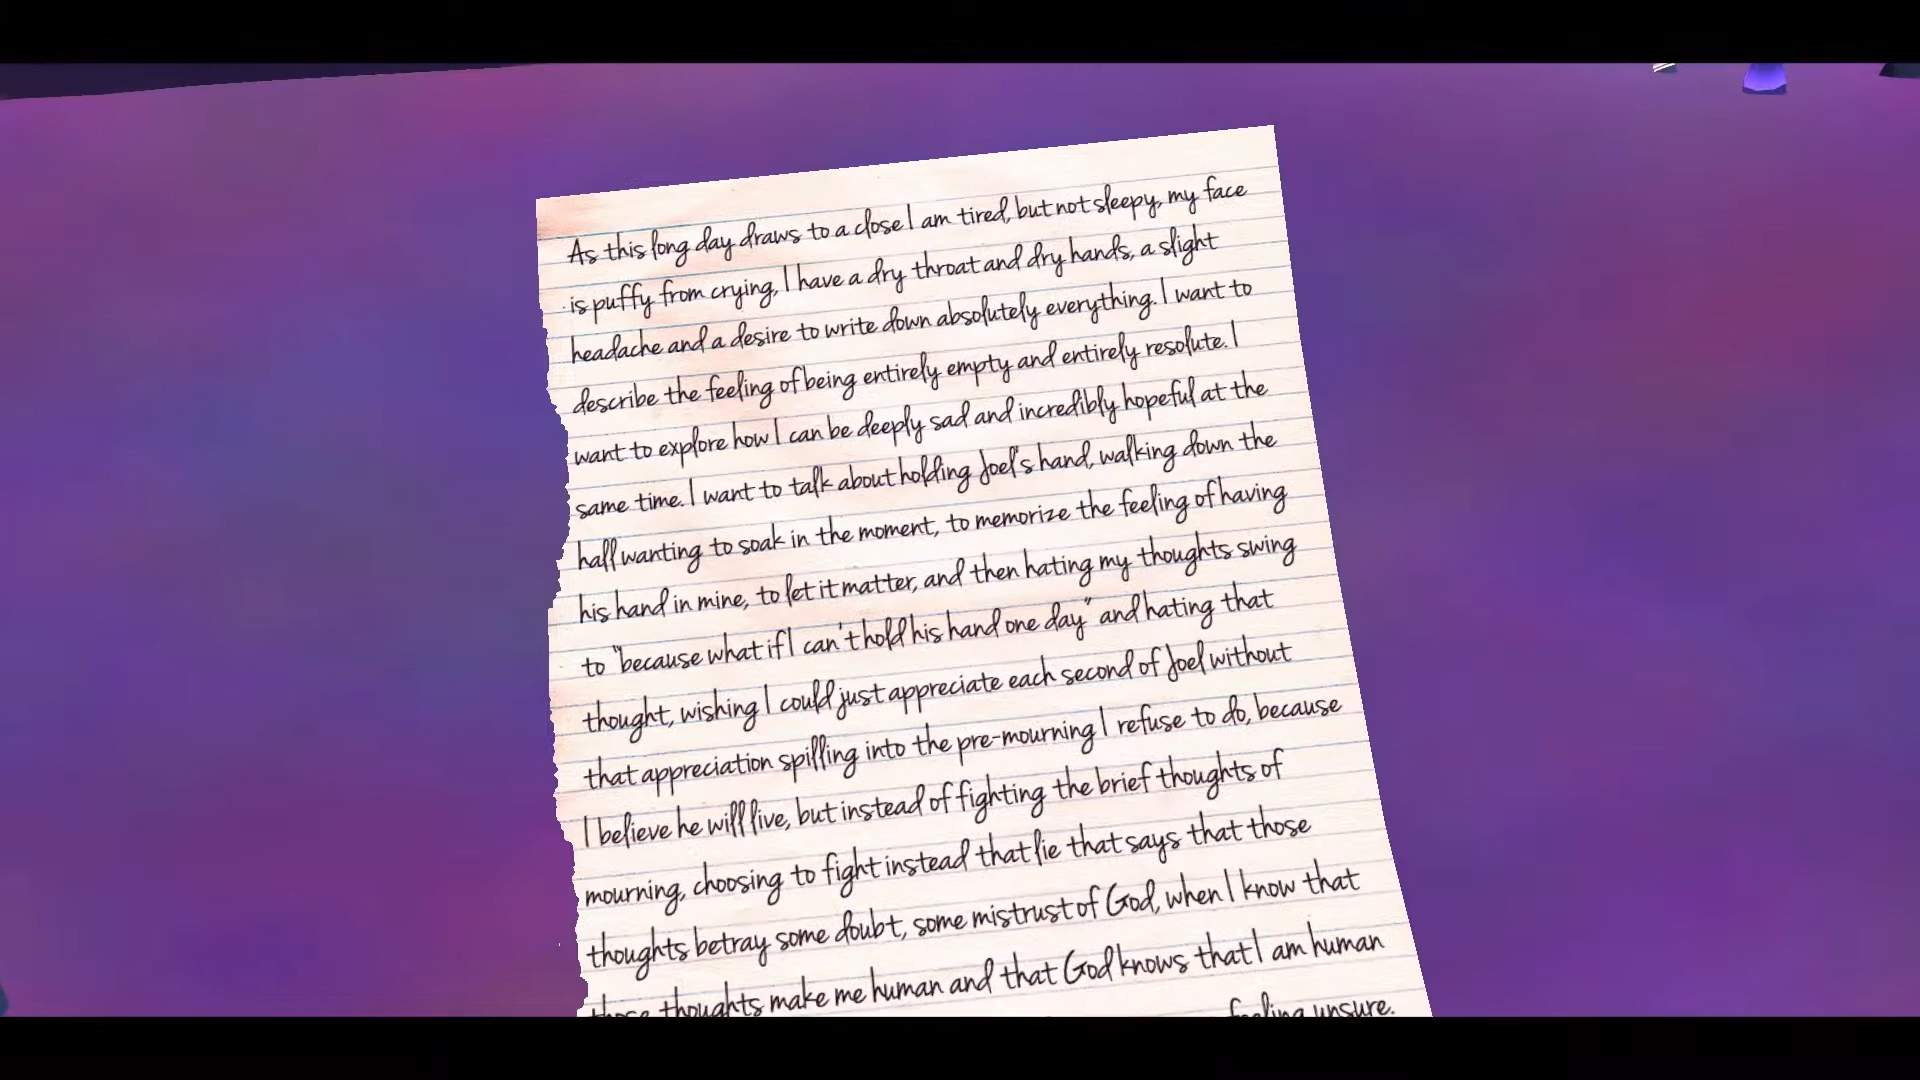 As this long day draws to a close I am tired, but not sleepy, my face
is puffy from crying, I have a dry throat and dry hands, a slight
headache and a desire to write down absolutely everything. I want to
describe the feeling of being entirely empty and entirely resolute. I
want to explore how I can be deeply sad and incredibly hopeful at the
same time. I want to talk about holding Joel's hand, walking down the
hall wanting to soak in the moment, to memorize the feeling of having
his hand in mine, to let it matter, and then hating my thoughts swing
to "because what if I can't hold his hand one day" and hating that
thought, wishing I could just appreciate each second of Joel without
that appreciation spilling into the pre-mourning I refuse to do, because
I believe he will live, but instead of fighting the brief thoughts of
mourning, choosing to fight instead that lie that says that those
thoughts betray some doubt, some mistrust of God, when I know that
those thoughts make me human and that God knows that I am human
feeling unsure.